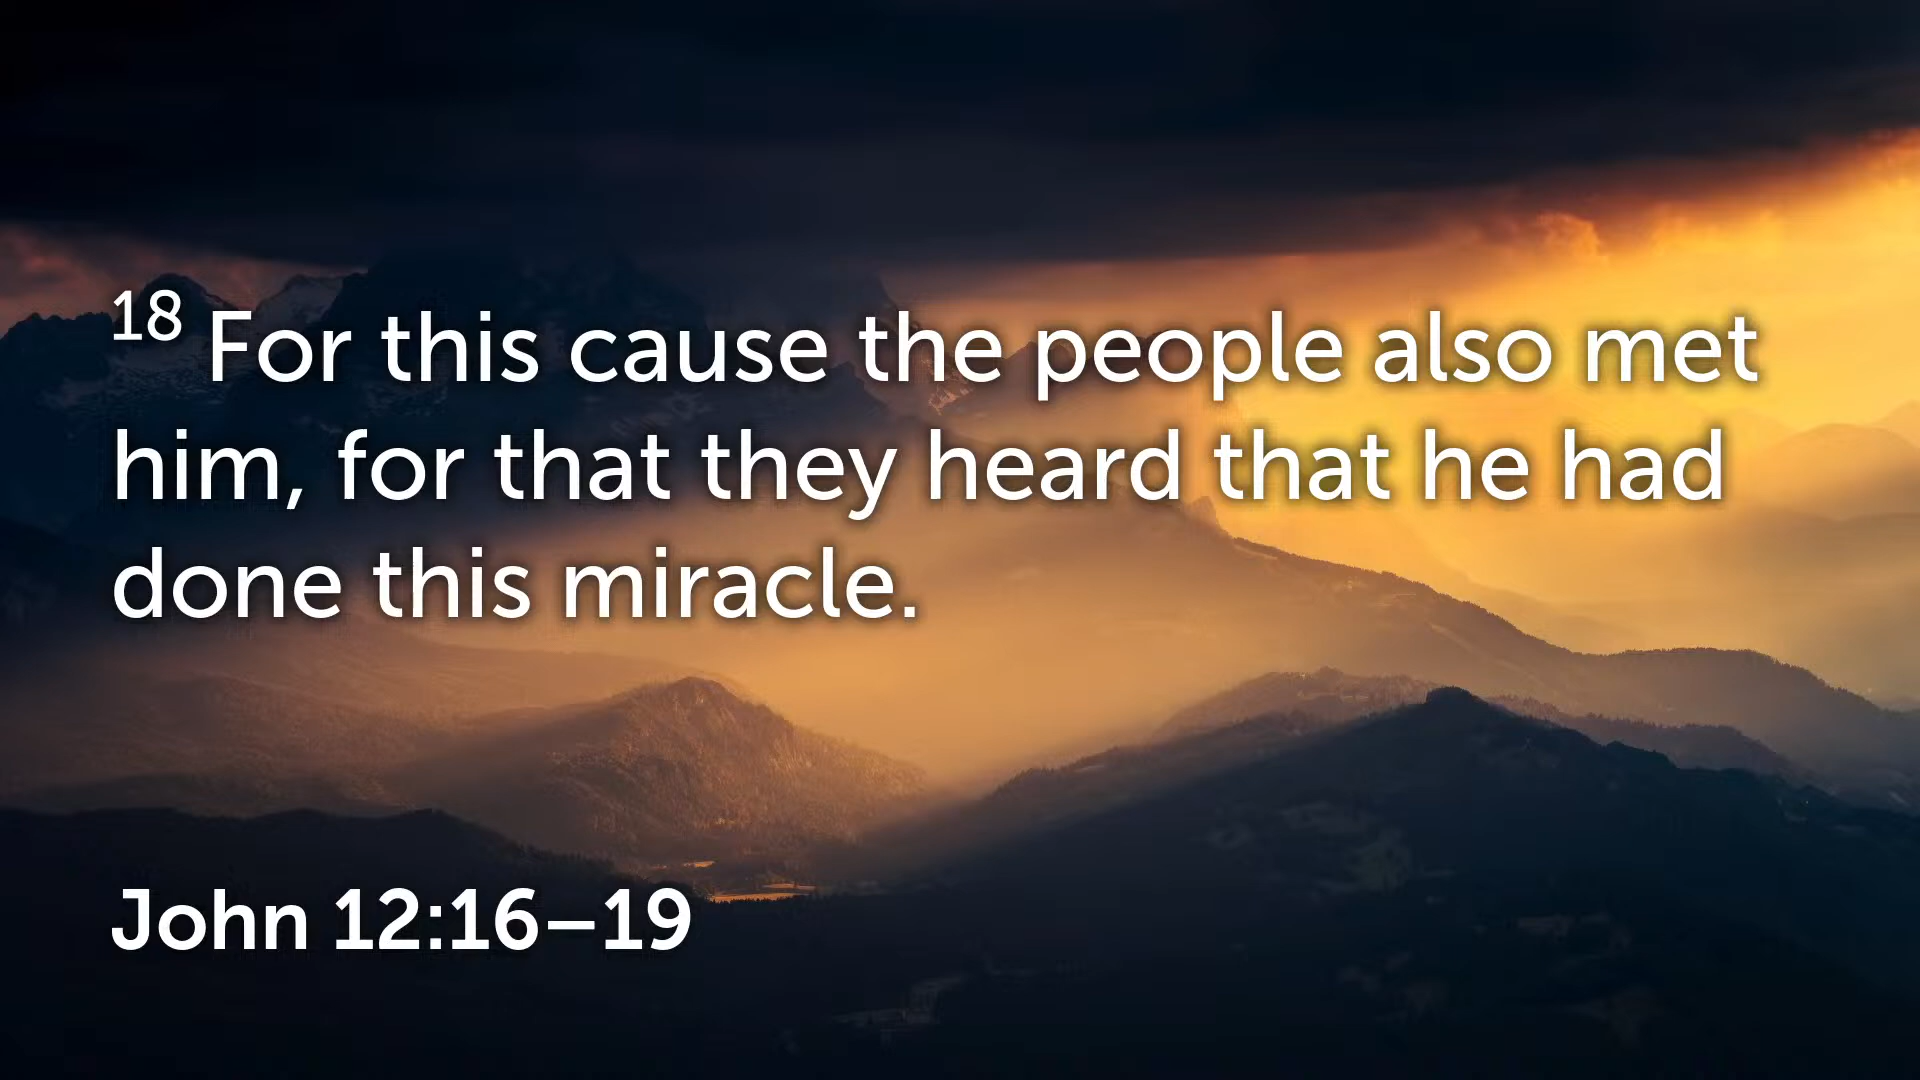 18 For this cause the people also met
him, for that they heard that he had
done this miracle.
John 12:16–19